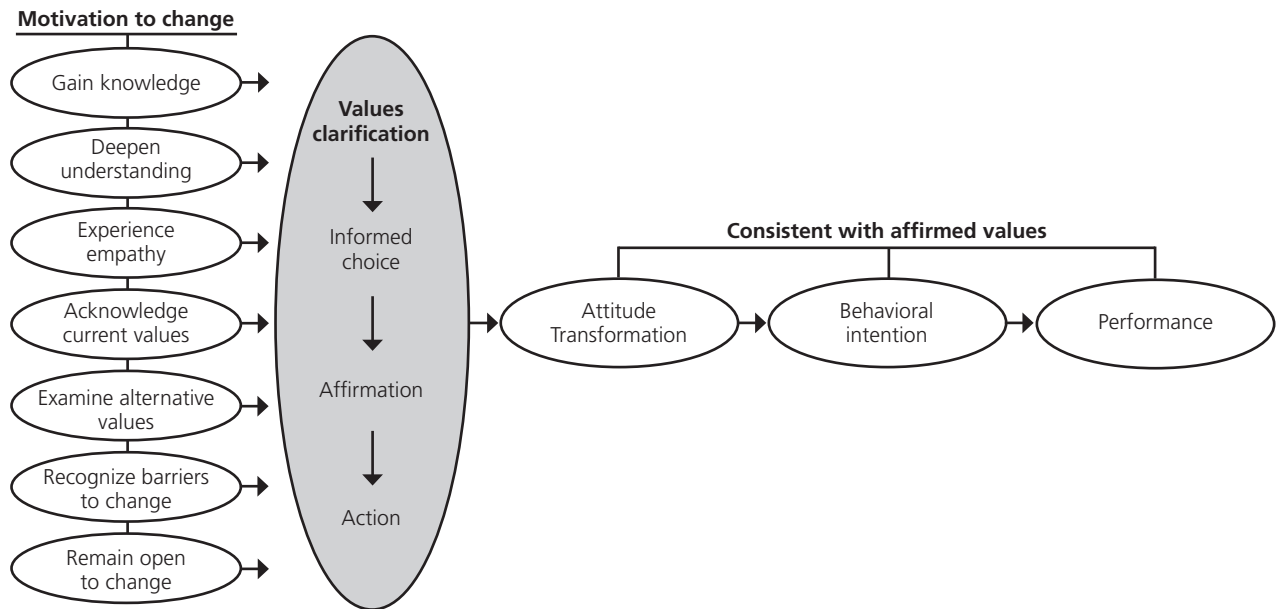 Motivation to change
Gain knowledge
Deepen
understanding
Experience
empathy
Acknowledge
current values
Examine alternative
values
Recognize barriers
to change
Remain open
to change
Values
clarification
Informed
choice
Affirmation
Action
Consistent with affirmed values
Attitude
Transformation
Behavioral
intention
Performance